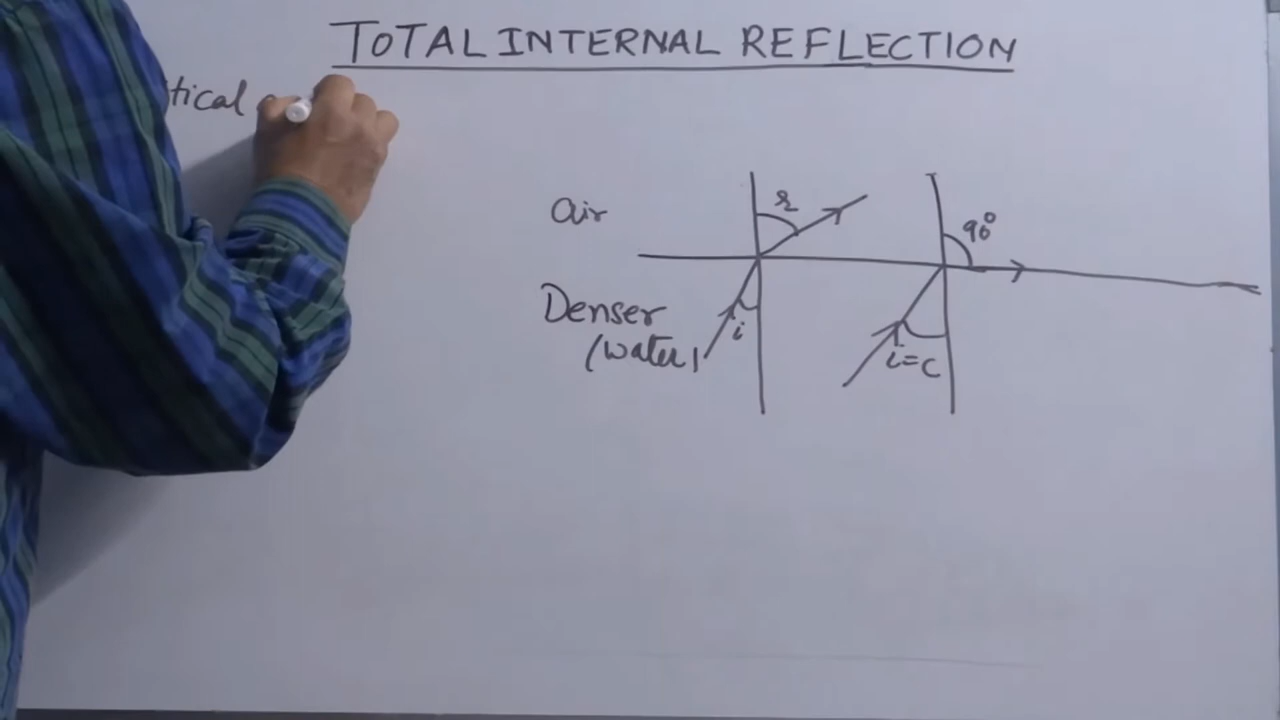 TOTAL INTERNAL REFLECTION
tical
air
r
90°
Denser
(water)
i
i=c